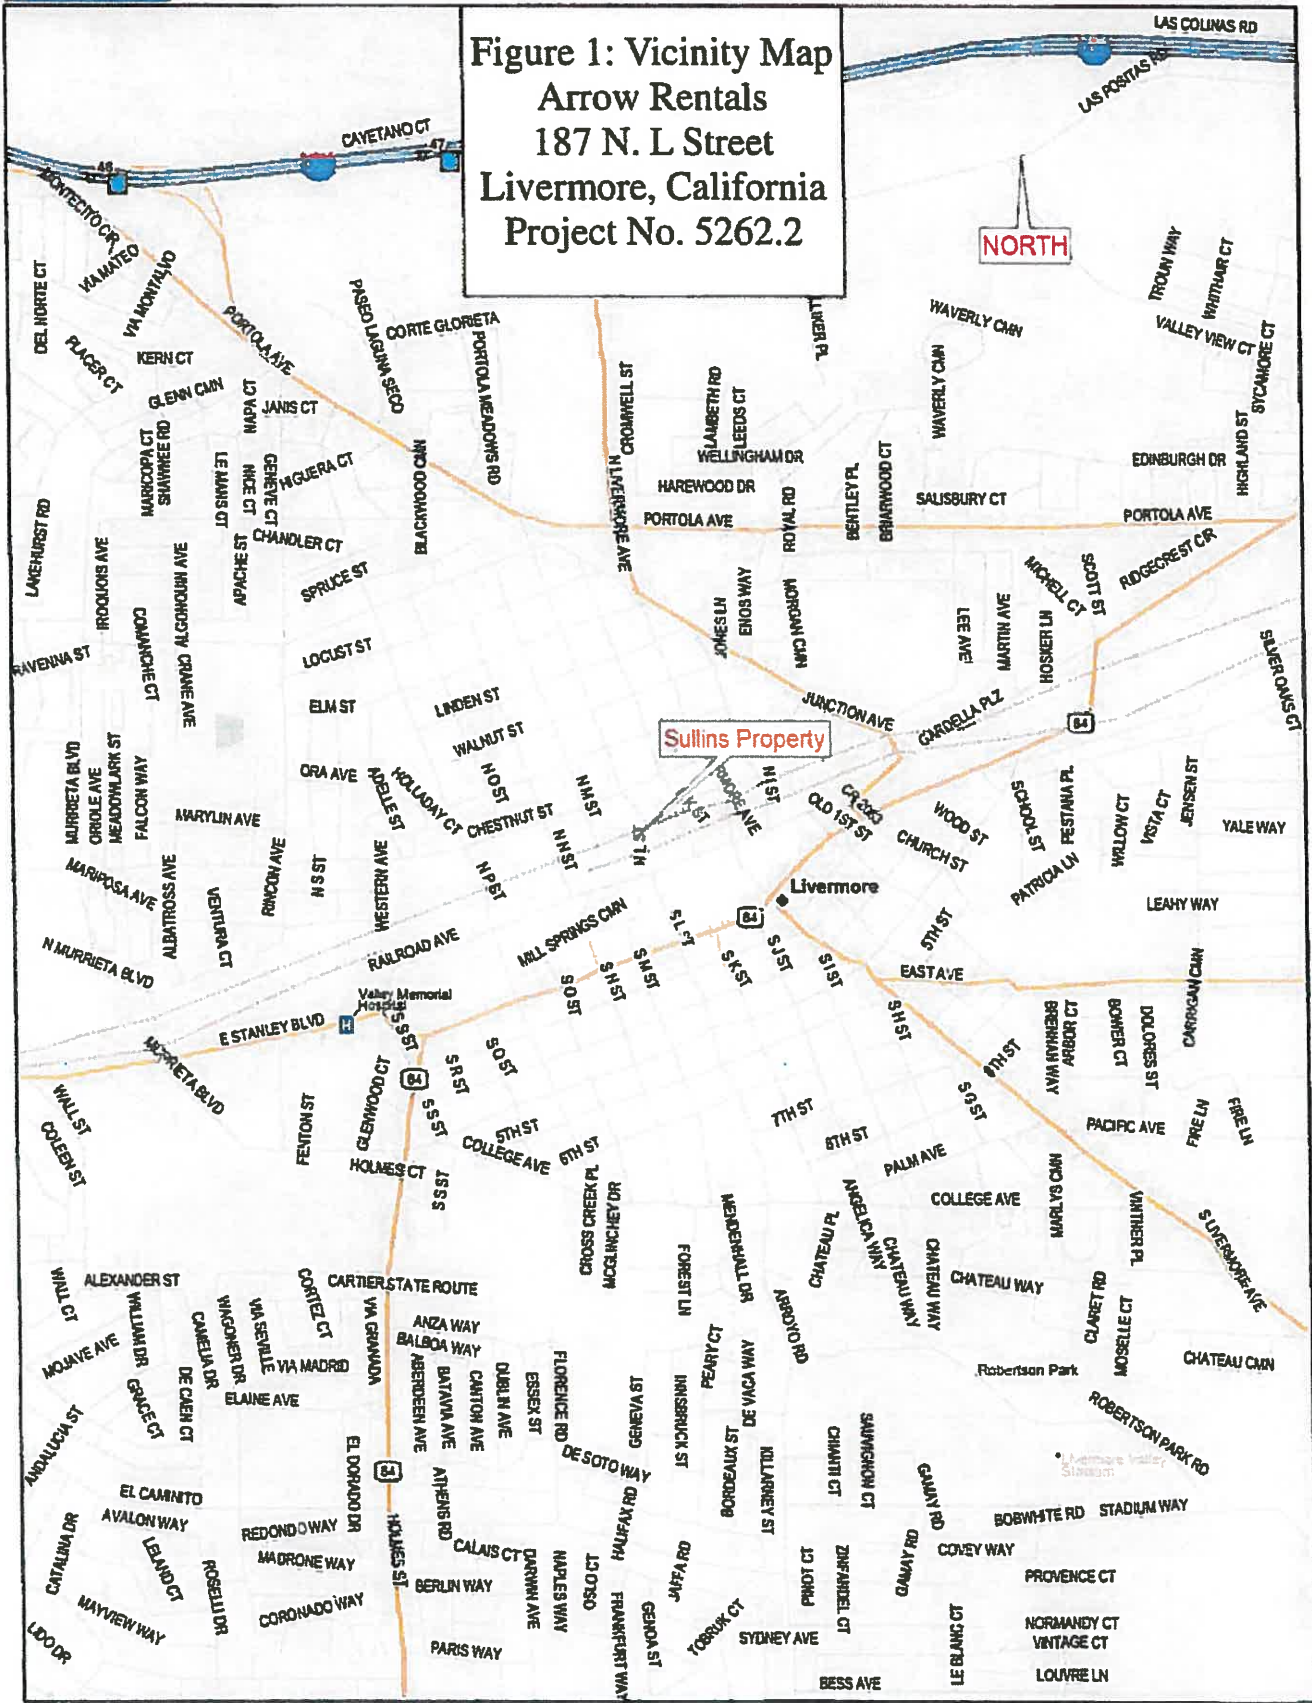 Figure 1: Vicinity Map
Arrow Rentals
187 N. L Street
Livermore, California
Project No. 5262.2
LAS COLINAS RD
LAS POSITAS RD
CAYETANO CT
47
48
MONTECITO CIR
VIA MATEO
VIA MONTALVO
DEL NORTE CT
NORTH
TROUN WAY
WHITHAIR CT
WAVERLY CMN
VALLEY VIEW CT
SYCAMORE CT
PLACER CT
KERN CT
PORTOLA AVE
PASEO LAGUNA SECO
CORTE GLORIETA
PORTOLA MEADOWS RD
CROMWELL ST
LAMBETH RD
LEEDS CT
WAVERLY CMN
GLENN CMN
NAPA CT
JANIS CT
MARICOPA CT
SHAWNEE RD
LE MANS CT
NICE CT
GENEVE CT
HIGUERA CT
BLACKWOOD CMN
WELLINGHAM DR
HAREWOOD DR
PORTOLA AVE
ROYAL RD
BENTLEY PL
BRIARWOOD CT
SALISBURY CT
EDINBURGH DR
HIGHLAND ST
PORTOLA AVE
N LIVERMORE AVE
LAKEHURST RD
IROQUOIS AVE
ALGONQUIN AVE
APACHE ST
CHANDLER CT
SPRUCE ST
COMANCHE CT
CRANE AVE
RAVENNA ST
LOCUST ST
ELM ST
LINDEN ST
WALNUT ST
JONES LN
ENOS WAY
MORGAN CMN
LEE AVE
MARTIN AVE
HOSKER LN
MICHELL CT
SCOTT ST
RIDGECREST CIR
SILVER OAKS CT
JUNCTION AVE
GARDELLA PLZ
84
Sullins Property
MURRIETA BLVD
ORIOLE AVE
MEADOWLARK ST
FALCON WAY
ORA AVE
ADELLE ST
HOLLADAY CT
N O ST
N M ST
CHESTNUT ST
N N ST
N L ST
K ST
N I ST
CR 2063
OLD 1ST ST
WOOD ST
CHURCH ST
SCHOOL ST
PESTANA PL
WILLOW CT
VISTA CT
JENSEN ST
YALE WAY
MARYLIN AVE
MARIPOSA AVE
ALBATROSS AVE
VENTURA CT
RINCON AVE
N S ST
WESTERN AVE
N P ST
PATRICIA LN
LEAHY WAY
Livermore
84
N MURRIETA BLVD
RAILROAD AVE
MILL SPRINGS CMN
S L ST
S K ST
S J ST
S I ST
5TH ST
EAST AVE
S O ST
S N ST
S M ST
S H ST
CARRIGAN CMN
Valley Memorial
Hospital
H
E STANLEY BLVD
MURRIETA BLVD
S S ST
84
S R ST
S Q ST
8TH ST
S G ST
BRENNAN WAY
ARBOR CT
BOWER CT
DOLORES ST
WALL ST
COLEEN ST
FENTON ST
GLENWOOD CT
S S ST
5TH ST
COLLEGE AVE
6TH ST
7TH ST
8TH ST
PALM AVE
PACIFIC AVE
FIRE LN
FIRE LN
HOLMES CT
S S ST
CROSS CREEK PL
MCGLINCHEY DR
MENDENHALL DR
CHATEAU PL
ANGELICA WAY
COLLEGE AVE
MARLYS CMN
VINTHER PL
S LIVERMORE AVE
WALL CT
ALEXANDER ST
CORTEZ CT
CARTIER STATE ROUTE
FOREST LN
ARROYO RD
CHATEAU WAY
CHATEAU WAY
CHATEAU WAY
CLARET RD
MOSELLE CT
MOJAVE AVE
WILLIAM DR
CAMELIA DR
WAGONER DR
VIA SEVILLE
VIA MADRID
VIA GRANADA
ANZA WAY
BALBOA WAY
PEARY CT
DE VACA WAY
Robertson Park
CHATEAU CMN
GRACE CT
DE CAEN CT
ELAINE AVE
ABERDEEN AVE
BATAVIA AVE
CANTON AVE
DUBLIN AVE
ESSEX ST
FLORENCE RD
GENEVA ST
INNSBRUCK ST
ROBERTSON PARK RD
ANDALUCIA ST
EL DORADO DR
84
DE SOTO WAY
BORDEAUX ST
KILLARNEY ST
CHIANTI CT
SAUVIGNON CT
Livermore Valley
Stadium
EL CAMINITO
AVALON WAY
REDONDO WAY
ATHENS RD
HALIFAX RD
GAMAY RD
BOBWHITE RD
STADIUM WAY
CATALINA DR
LELAND CT
ROSELLI DR
MADRONE WAY
HOLMES ST
CALAIS CT
BERLIN WAY
DARWIN AVE
NAPLES WAY
OSLO CT
JAFFA RD
PINOT CT
ZINFANDEL CT
GAMAY RD
COVEY WAY
PROVENCE CT
MAYVIEW WAY
CORONADO WAY
FRANKFURT WAY
GENOA ST
TOBRUK CT
SYDNEY AVE
LE BLANC CT
NORMANDY CT
VINTAGE CT
LIDO DR
PARIS WAY
BESS AVE
LOUVRE LN